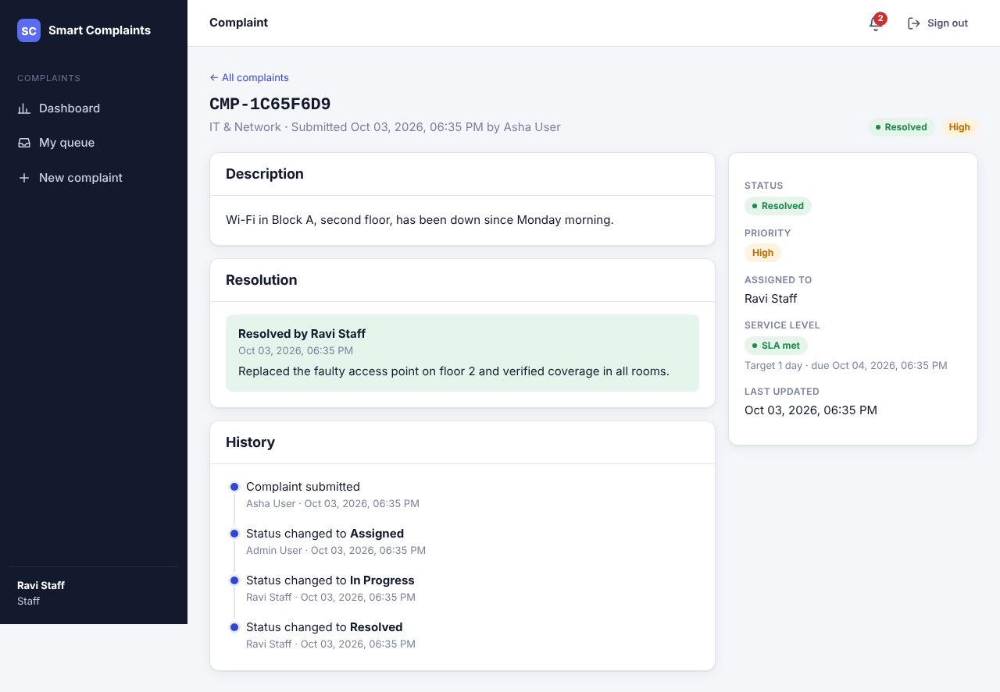 SC Smart Complaints
COMPLAINTS
Dashboard
My queue
New complaint
Ravi Staff
Staff
Complaint
2
Sign out
← All complaints
CMP-1C65F6D9
IT & Network · Submitted Oct 03, 2026, 06:35 PM by Asha User
Resolved
High
Description
Wi-Fi in Block A, second floor, has been down since Monday morning.
Resolution
Resolved by Ravi Staff
Oct 03, 2026, 06:35 PM
Replaced the faulty access point on floor 2 and verified coverage in all rooms.
History
Complaint submitted
Asha User · Oct 03, 2026, 06:35 PM
Status changed to Assigned
Admin User · Oct 03, 2026, 06:35 PM
Status changed to In Progress
Ravi Staff · Oct 03, 2026, 06:35 PM
Status changed to Resolved
Ravi Staff · Oct 03, 2026, 06:35 PM
STATUS
Resolved
PRIORITY
High
ASSIGNED TO
Ravi Staff
SERVICE LEVEL
SLA met
Target 1 day · due Oct 04, 2026, 06:35 PM
LAST UPDATED
Oct 03, 2026, 06:35 PM